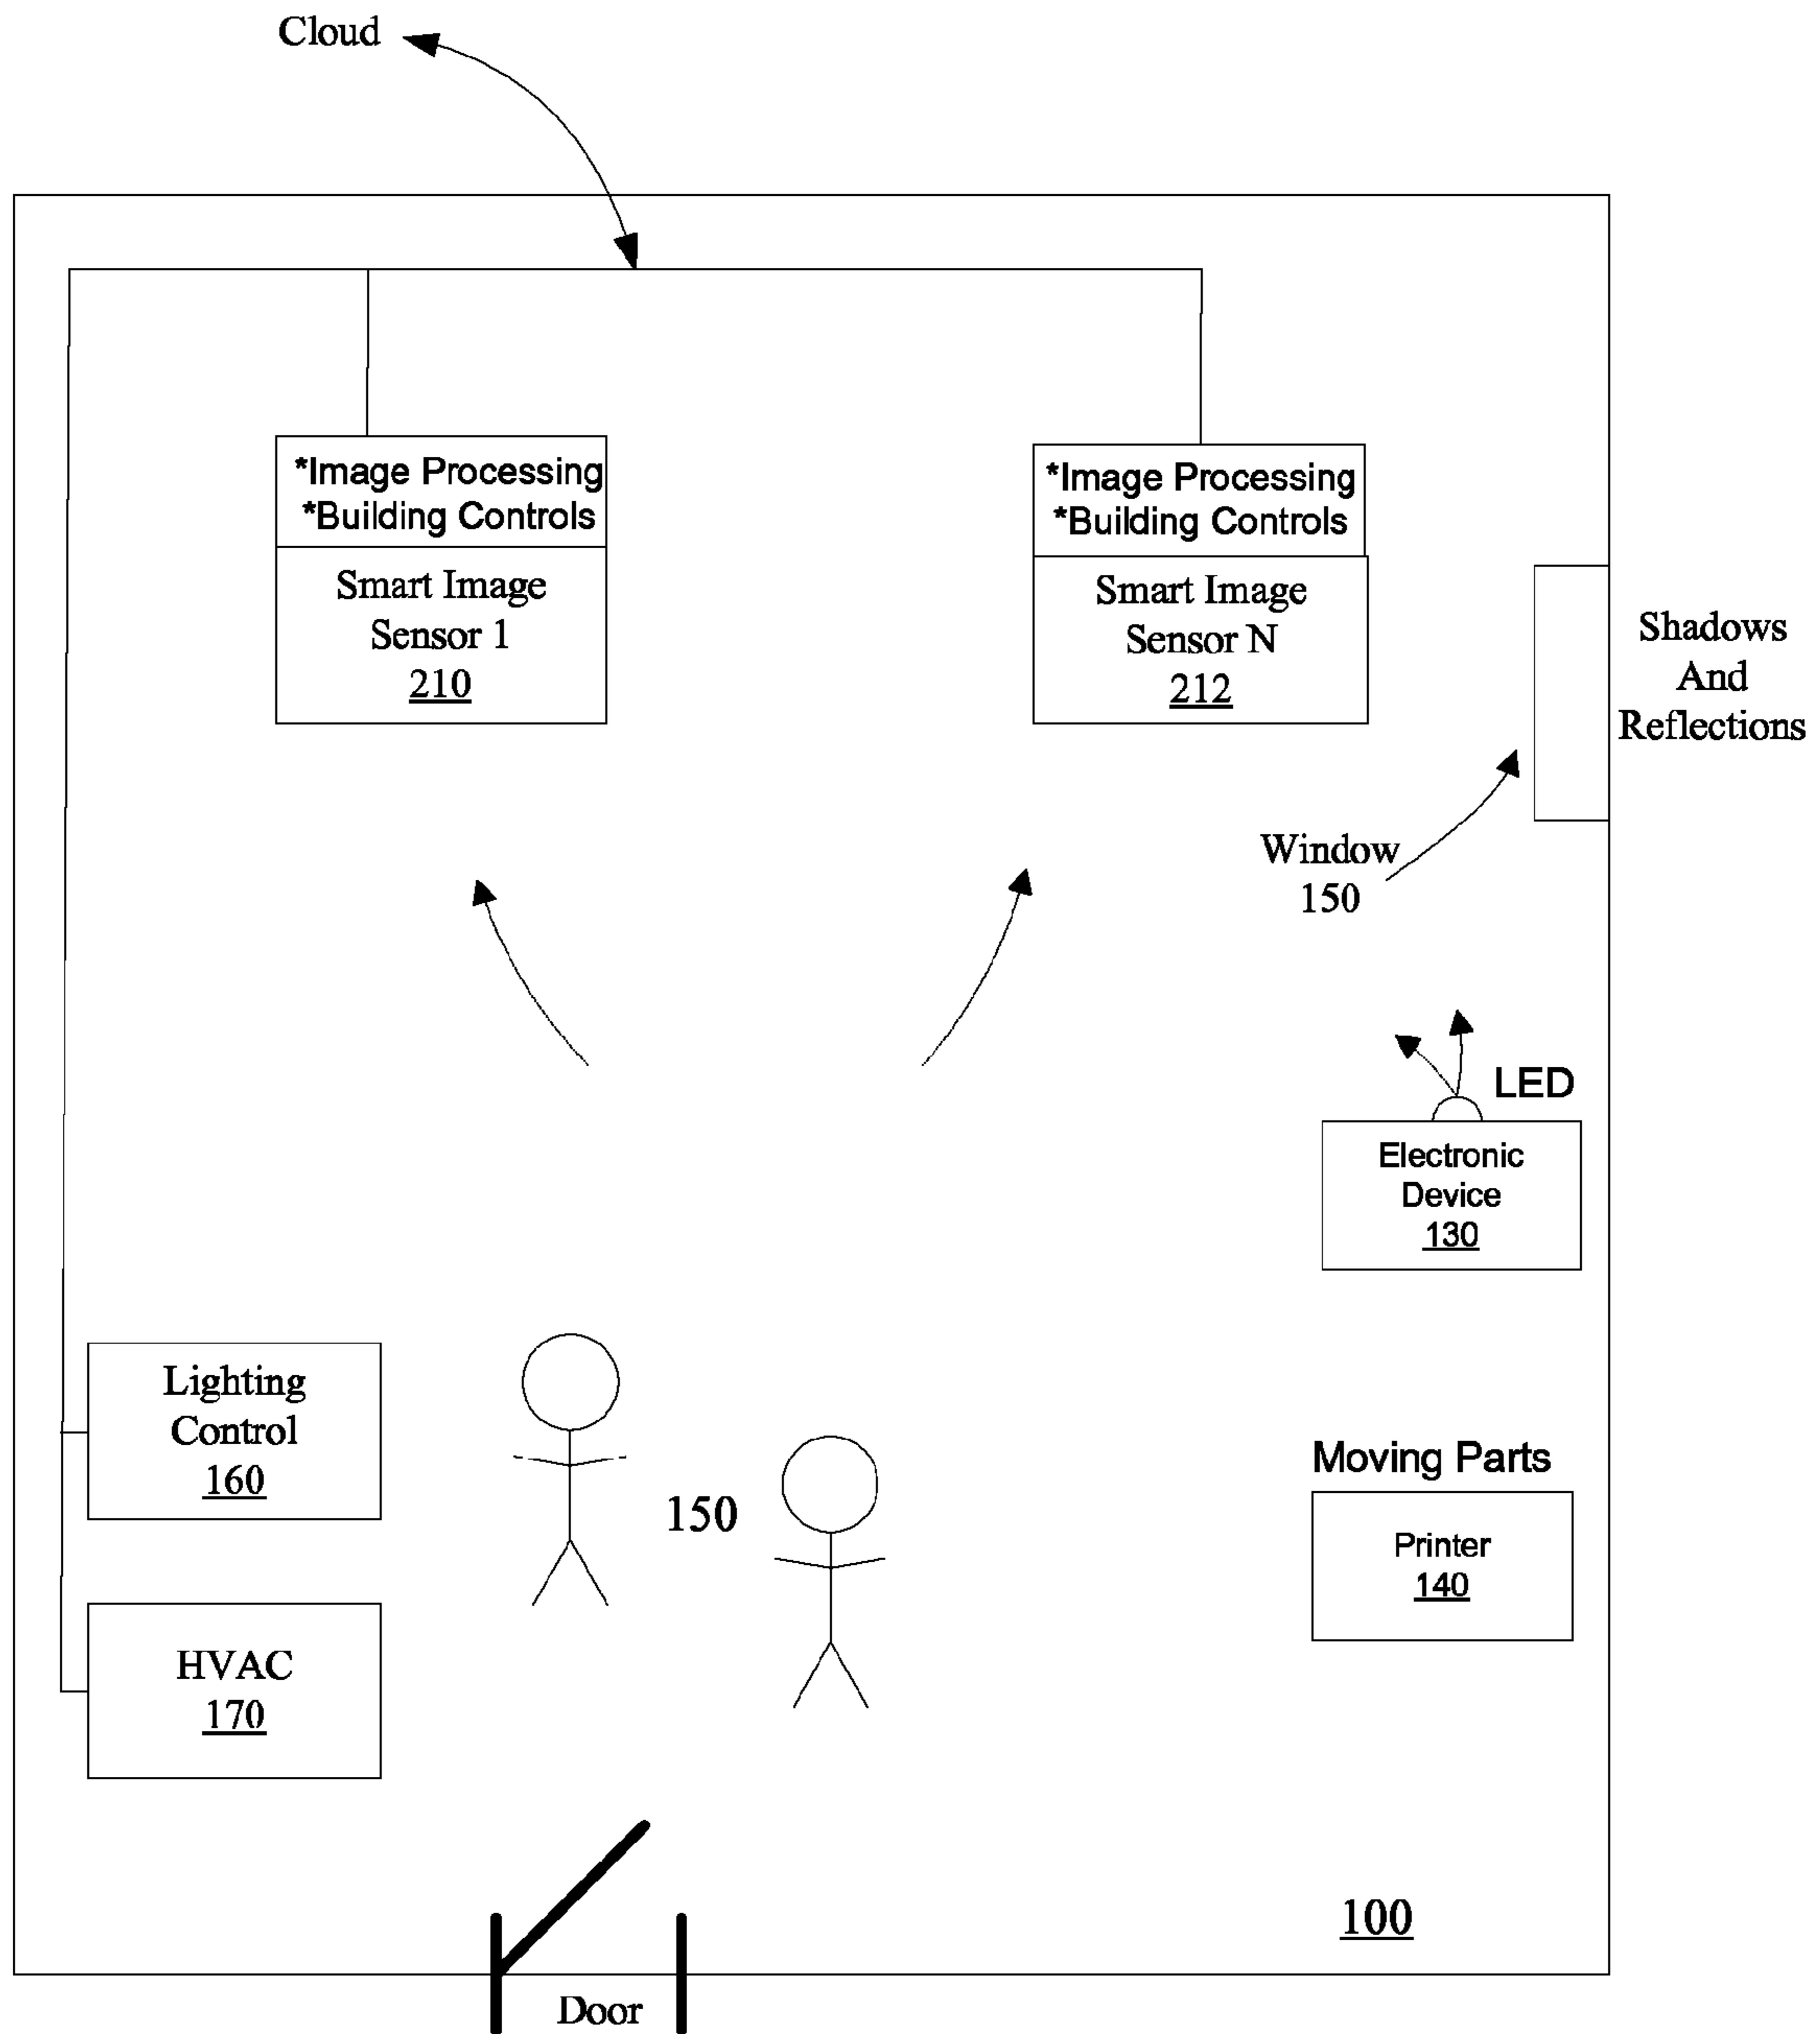 Cloud
*Image Processing
*Building Controls
Smart Image
Sensor 1
210
*Image Processing
*Building Controls
Smart Image
Sensor N
212
Shadows
And
Reflections
Window
150
LED
Electronic
Device
130
Lighting
Control
160
150
Moving Parts
Printer
140
HVAC
170
100
Door